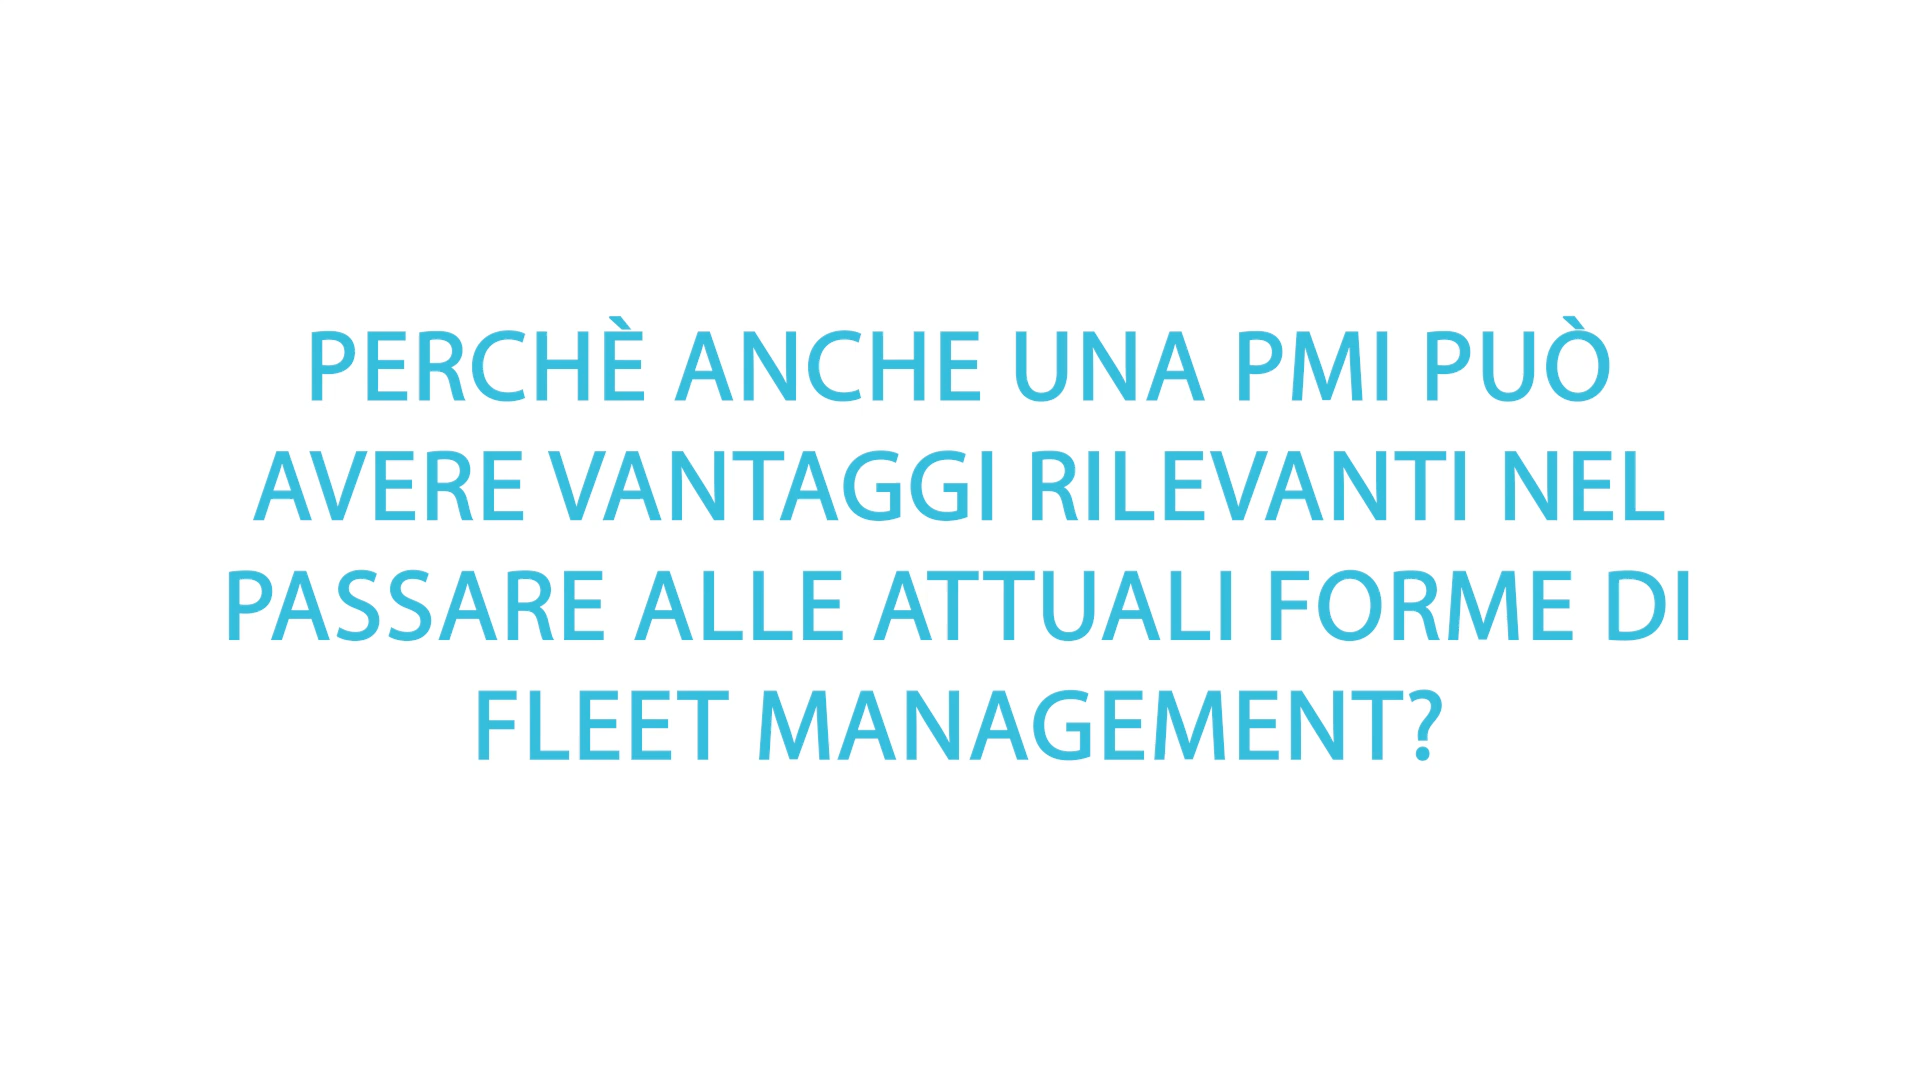 PERCHÈ ANCHE UNA PMI PUÒ
AVERE VANTAGGI RILEVANTI NEL
PASSARE ALLE ATTUALI FORME DI
FLEET MANAGEMENT?